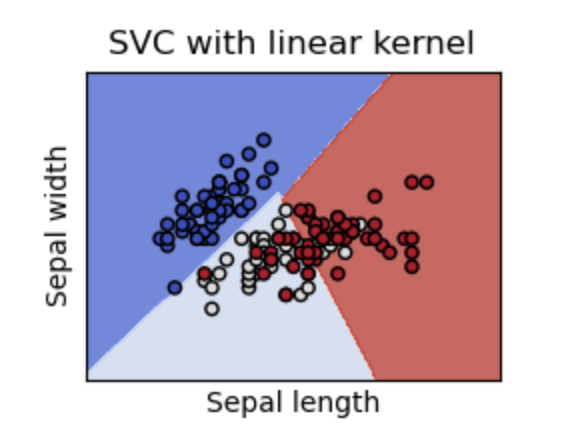 SVC with linear kernel
Sepal width
Sepal length